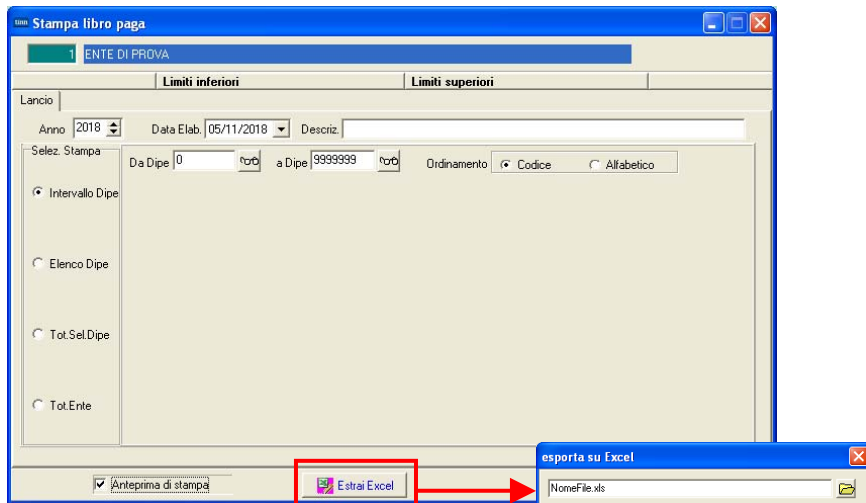 tinn Stampa libro paga
1 ENTE DI PROVA
Limiti inferiori Limiti superiori
Lancio
Anno 2018 Data Elab. 05/11/2018 Descriz.
Selez. Stampa
Da Dipe 0 a Dipe 9999999 Ordinamento Codice Alfabetico
Intervallo Dipe
Elenco Dipe
Tot.Sel.Dipe
Tot.Ente
esporta su Excel
Anteprima di stampa Estrai Excel NomeFile.xls